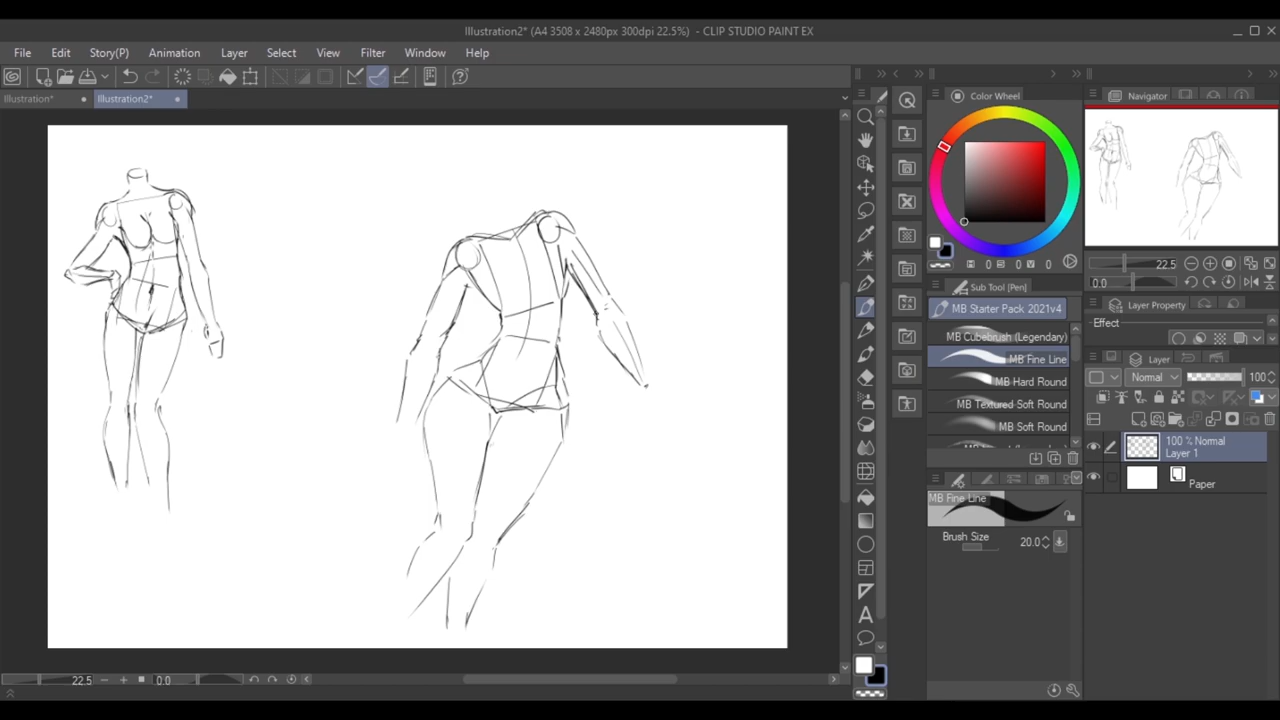 Illustration2* (A4 3508 x 2480px 300dpi 22.5%) - CLIP STUDIO PAINT EX
File Edit Story(P) Animation Layer Select View Filter Window Help
Illustration* Illustration2*
Color Wheel
Navigator
H 0 S 0 V 0
22.5
0.0
Sub Tool [Pen]
MB Starter Pack 2021v4
MB Cubebrush (Legendary)
MB Fine Line
MB Hard Round
MB Textured Soft Round
MB Soft Round
Layer Property
Effect
Layer
Normal 100
100 % Normal
Layer 1
Paper
MB Fine Line
Brush Size 20.0
A
22.5 0.0